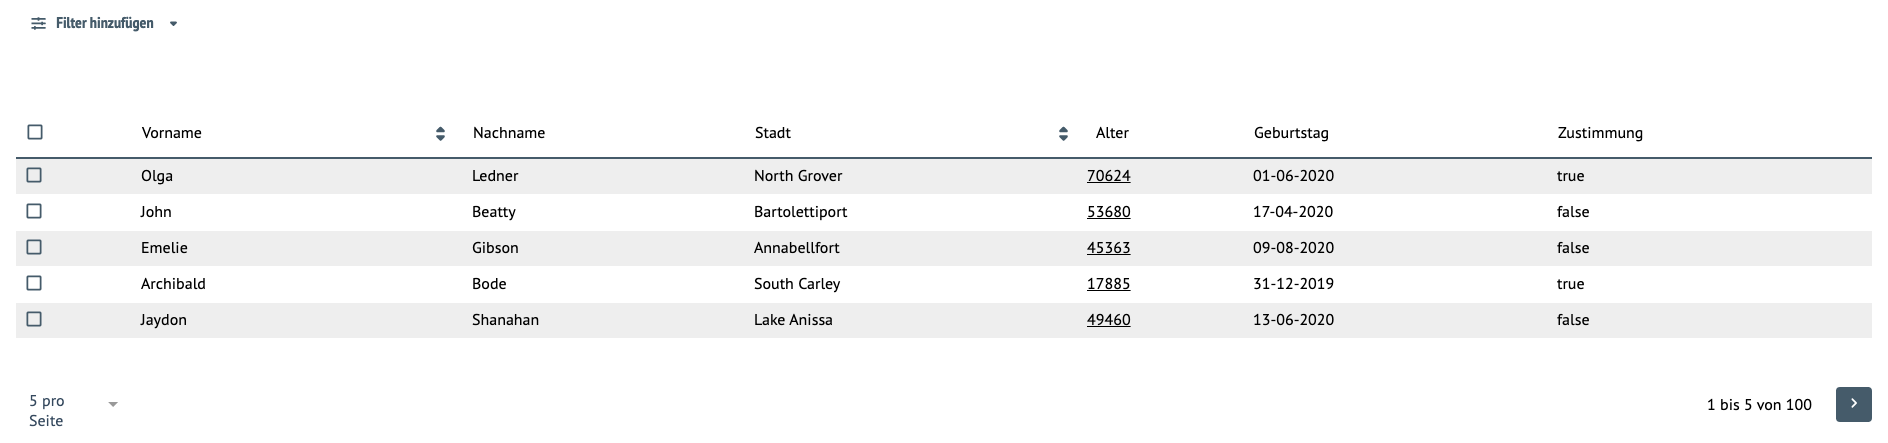 Filter hinzufügen
Vorname Nachname Stadt Alter Geburtstag Zustimmung
Olga Ledner North Grover 70624 01-06-2020 true
John Beatty Bartolettiport 53680 17-04-2020 false
Emelie Gibson Annabellfort 45363 09-08-2020 false
Archibald Bode South Carley 17885 31-12-2019 true
Jaydon Shanahan Lake Anissa 49460 13-06-2020 false
5 pro
Seite
1 bis 5 von 100